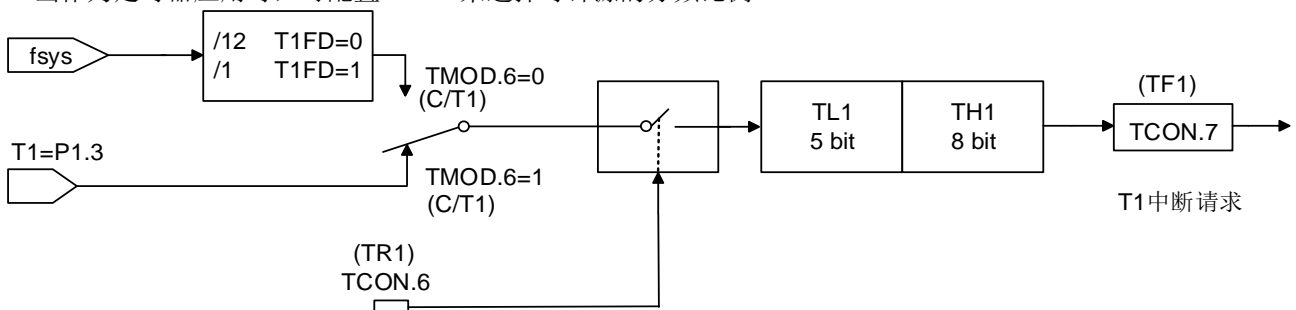 fsys
/12 T1FD=0
/1 T1FD=1
TMOD.6=0
(C/T1)
T1=P1.3
TMOD.6=1
(C/T1)
(TR1)
TCON.6
TL1
5 bit
TH1
8 bit
(TF1)
TCON.7
T1中断请求